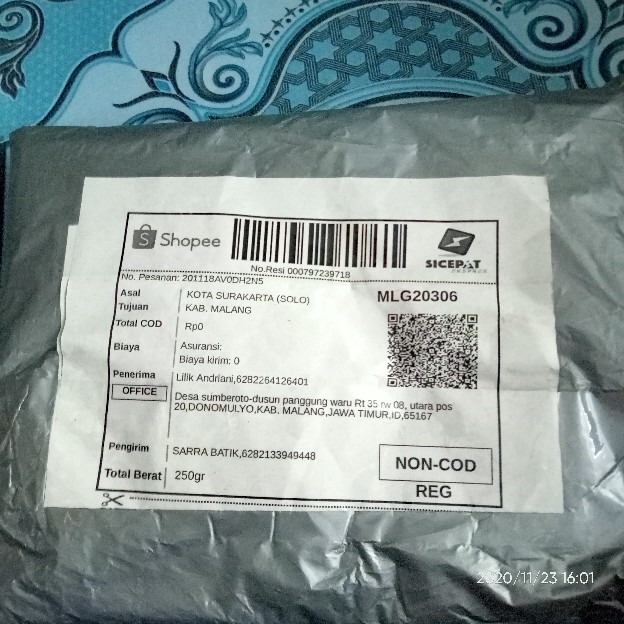 Shopee
SICEPAT
EKSPRES
No.Resi 000797239718
No. Pesanan: 201118AV0DH2N5
Asal KOTA SURAKARTA (SOLO)
MLG20306
Tujuan KAB. MALANG
Total COD Rp0
Biaya Asuransi:
Biaya kirim: 0
Penerima Lilik Andriani,6282264126401
OFFICE
Desa sumberoto-dusun panggung waru Rt 35 rw 08, utara pos
20,DONOMULYO,KAB. MALANG,JAWA TIMUR,ID,65167
Pengirim SARRA BATIK,6282133949448
NON-COD
Total Berat 250gr
REG
2020/11/23 16:01